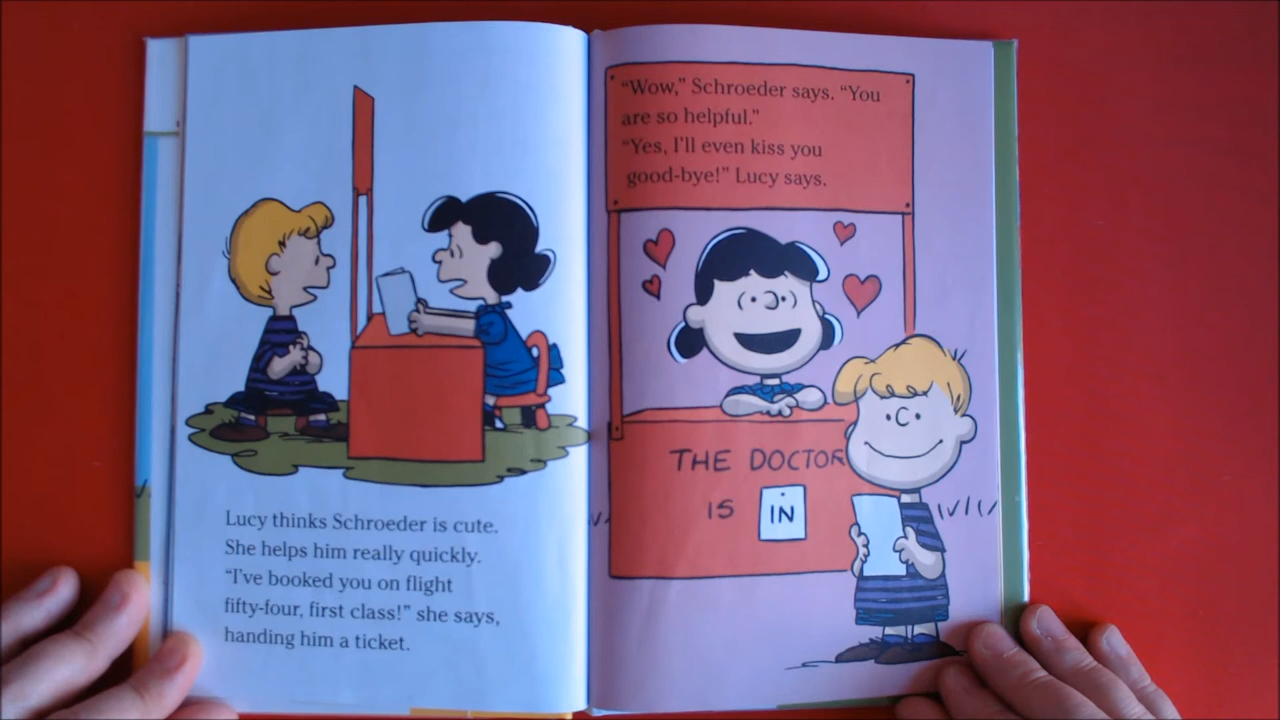 Lucy thinks Schroeder is cute.
She helps him really quickly.
“I’ve booked you on flight
fifty-four, first class!” she says,
handing him a ticket.
“Wow,” Schroeder says. “You
are so helpful.”
“Yes, I’ll even kiss you
good-bye!” Lucy says.
THE DOCTOR
IS IN